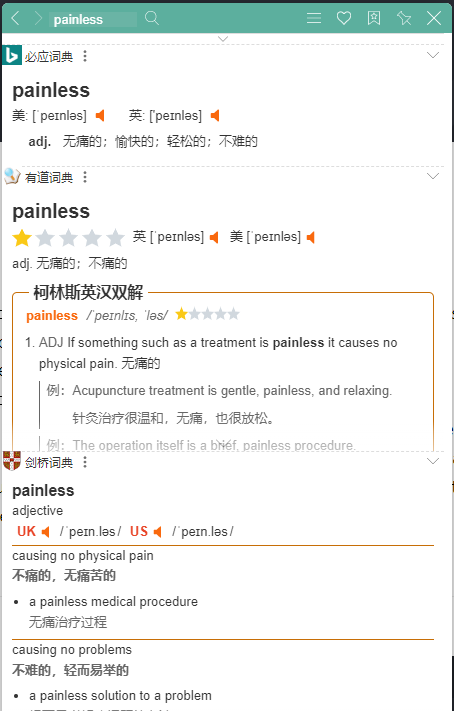 painless
必应词典
painless
美: [ˈpeɪnləs] 英: [ˈpeɪnləs]
adj. 无痛的；愉快的；轻松的；不难的
有道词典
painless
英 [ˈpeɪnləs] 美 [ˈpeɪnləs]
adj. 无痛的；不痛的
柯林斯英汉双解
painless /ˈpeɪnlɪs, ˈləs/
1. ADJ If something such as a treatment is painless it causes no
physical pain. 无痛的
例：Acupuncture treatment is gentle, painless, and relaxing.
针灸治疗很温和，无痛，也很放松。
例：The operation itself is a brief, painless procedure.
剑桥词典
painless
adjective
UK /ˈpeɪn.ləs/ US /ˈpeɪn.ləs/
causing no physical pain
不痛的，无痛苦的
• a painless medical procedure
无痛治疗过程
causing no problems
不难的，轻而易举的
• a painless solution to a problem